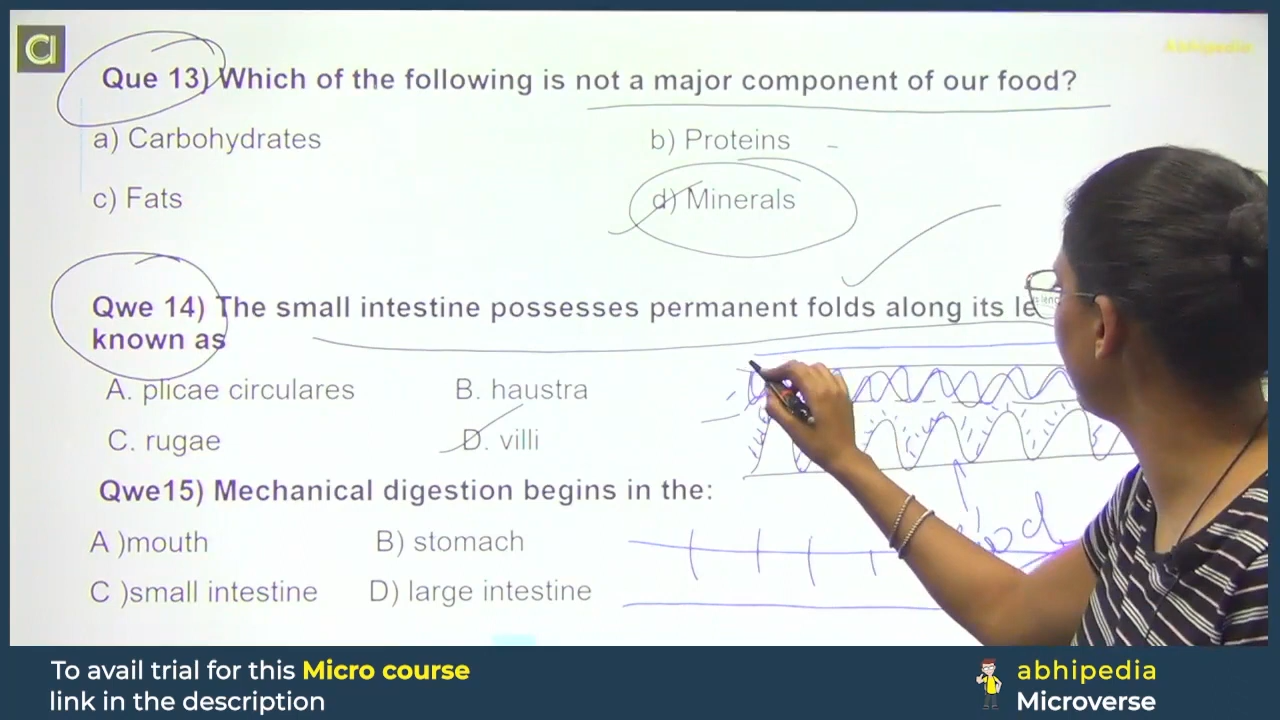 Abhipedia
Que 13) Which of the following is not a major component of our food?
a) Carbohydrates b) Proteins
c) Fats d) Minerals
Qwe 14) The small intestine possesses permanent folds along its le
known as
A. plicae circulares B. haustra
C. rugae D. villi
Qwe15) Mechanical digestion begins in the:
A )mouth B) stomach
C )small intestine D) large intestine
To avail trial for this Micro course
link in the description
abhipedia
Microverse